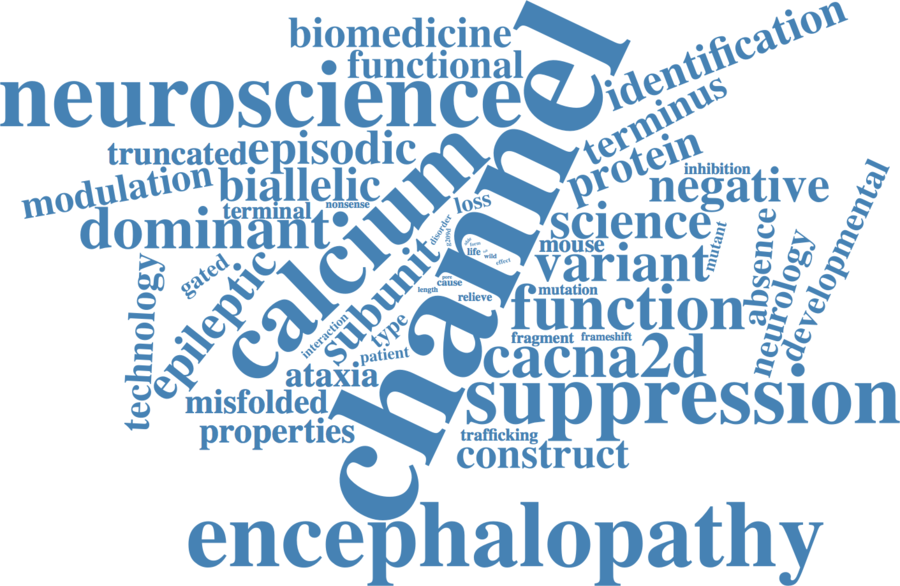 biomedicine
functional
neuroscience
channel
identification
terminus
protein
truncated
episodic
calcium
modulation
biallelic
nonsense
terminal
dominant
loss
inhibition
negative
science
mouse
variant
mutant
absence
neurology
developmental
technology
gated
epileptic
subunit
disorder
life
wild
effect
cause
length
relieve
mutation
function
interaction
type
patient
fragment
frameshift
cacna2d
ataxia
misfolded
properties
suppression
trafficking
construct
encephalopathy